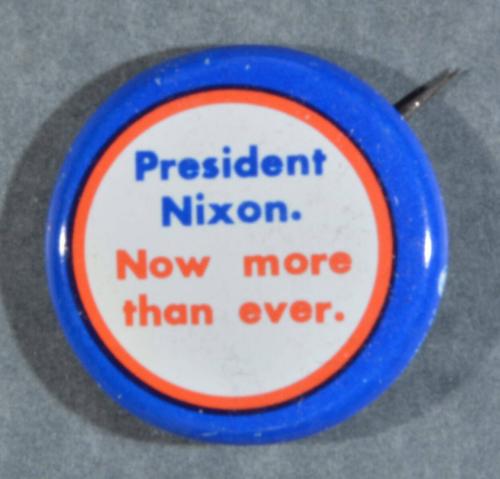 President
Nixon.
Now more
than ever.